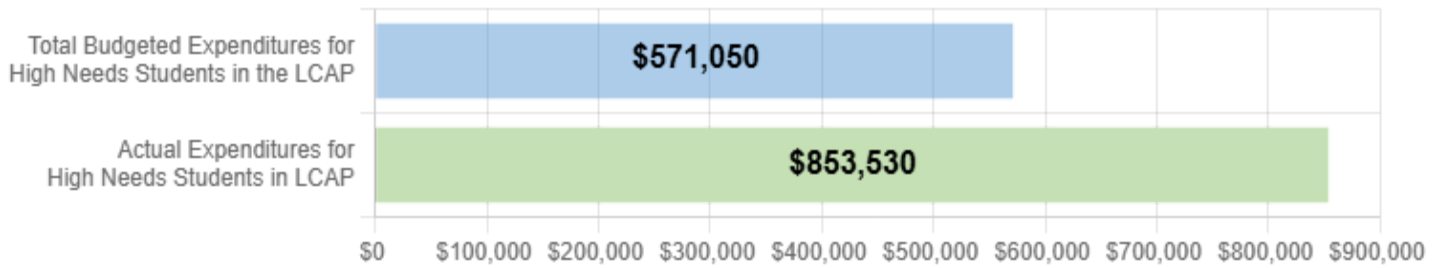 Total Budgeted Expenditures for
High Needs Students in the LCAP
$571,050
Actual Expenditures for
High Needs Students in LCAP
$853,530
$0 $100,000 $200,000 $300,000 $400,000 $500,000 $600,000 $700,000 $800,000 $900,000